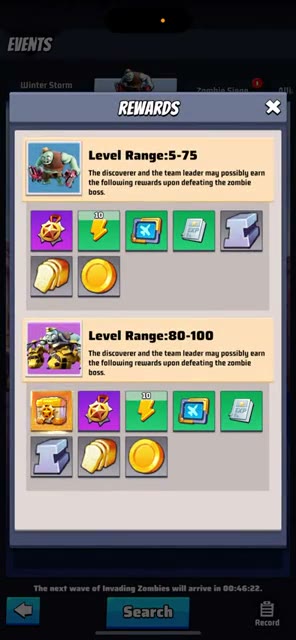 EVENTS
Winter Storm
Zombie Siege
REWARDS
Level Range:5-75
The discoverer and the team leader may possibly earn
the following rewards upon defeating the zombie
boss.
10
Level Range:80-100
The discoverer and the team leader may possibly earn
the following rewards upon defeating the zombie
boss.
10
The next wave of Invading Zombies will arrive in 00:46:22.
Search
Record